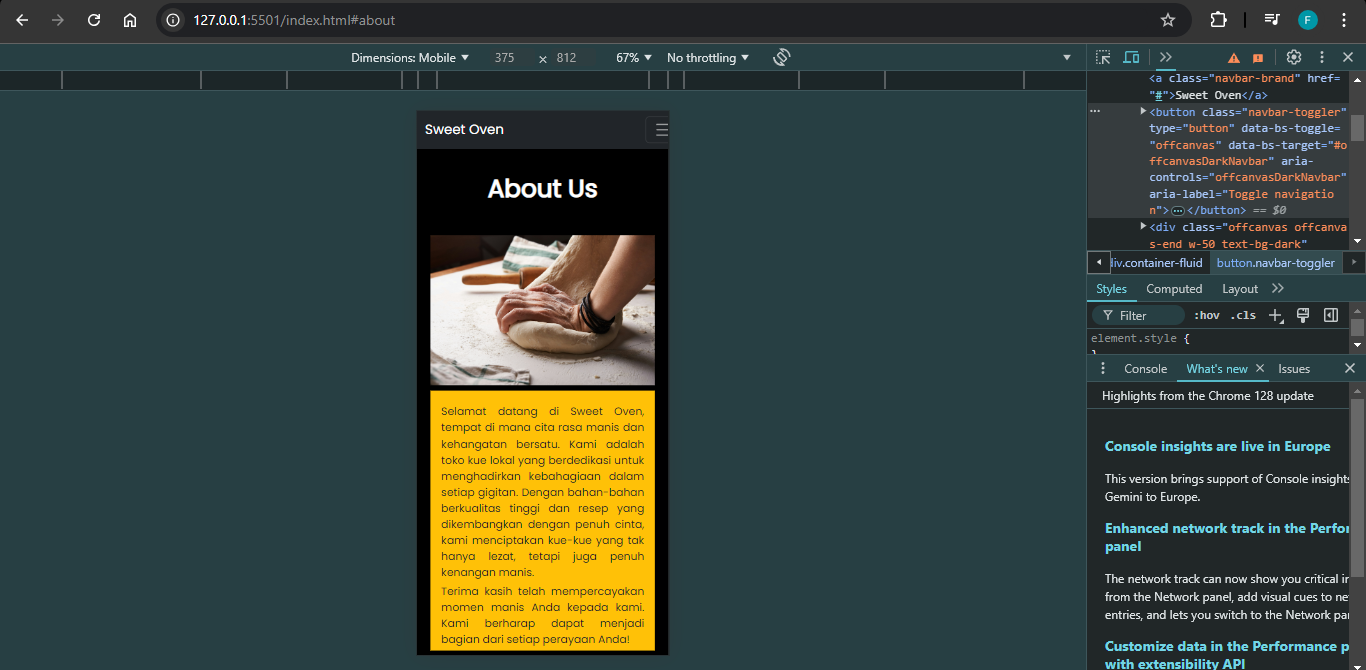 127.0.0.1:5501/index.html#about
F
Dimensions: Mobile
375
×
812
67%
No throttling
Sweet Oven
About Us
Selamat datang di Sweet Oven,
tempat di mana cita rasa manis dan
kehangatan bersatu. Kami adalah
toko kue lokal yang berdedikasi untuk
menghadirkan kebahagiaan dalam
setiap gigitan. Dengan bahan-bahan
berkualitas tinggi dan resep yang
dikembangkan dengan penuh cinta,
kami menciptakan kue-kue yang tak
hanya lezat, tetapi juga penuh
kenangan manis.
Terima kasih telah mempercayakan
momen manis Anda kepada kami.
Kami berharap dapat menjadi
bagian dari setiap perayaan Anda!
<a class="navbar-brand" href=
"#">Sweet Oven</a>
<button class="navbar-toggler"
type="button" data-bs-toggle=
"offcanvas" data-bs-target="#o
ffcanvasDarkNavbar" aria-
controls="offcanvasDarkNavbar"
aria-label="Toggle navigatio
n">…</button> == $0
<div class="offcanvas offcanva
s-end w-50 text-bg-dark"
div.container-fluid button.navbar-toggler
Styles Computed Layout
Filter :hov .cls
element.style {
}
Console What's new Issues
Highlights from the Chrome 128 update
Console insights are live in Europe
This version brings support of Console insights
Gemini to Europe.
Enhanced network track in the Perfor
panel
The network track can now show you critical in
from the Network panel, add visual cues to ne
entries, and lets you switch to the Network pa
Customize data in the Performance p
with extensibility API